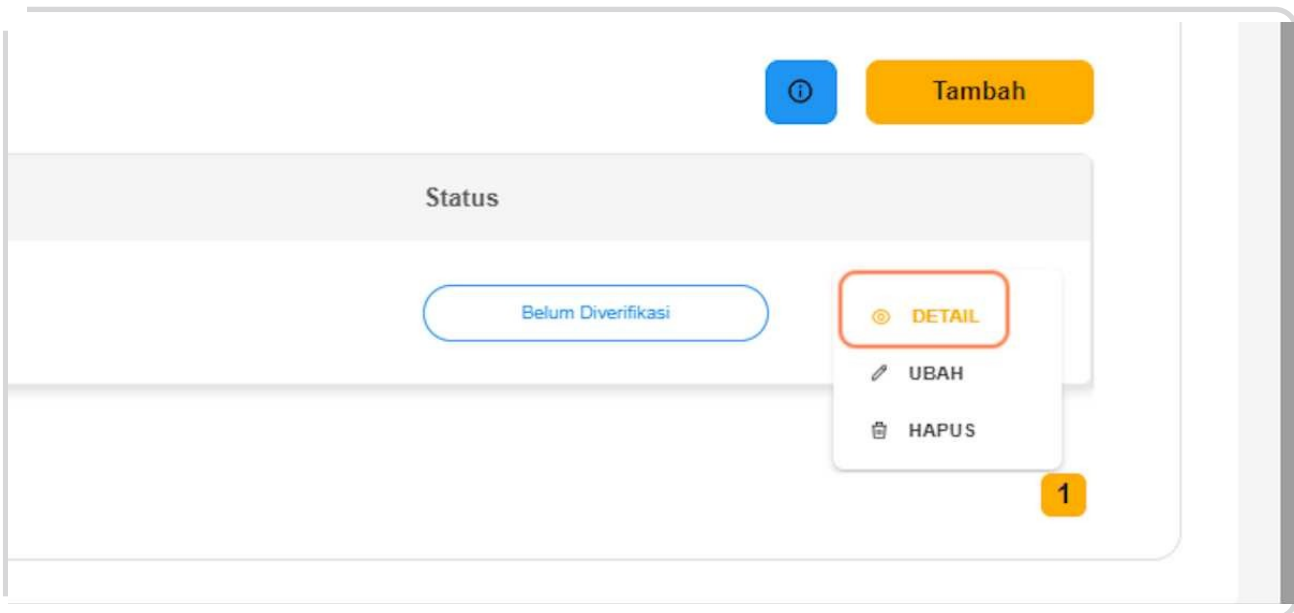 Tambah
Status
Belum Diverifikasi
DETAIL
UBAH
HAPUS
1